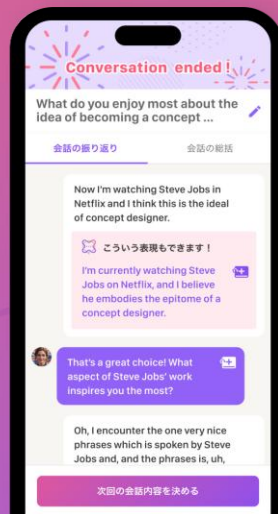 Conversation ended!
What do you enjoy most about the
idea of becoming a concept ...
会話の振り返り
会話の総括
Now I'm watching Steve Jobs in
Netflix and I think this is the ideal
of concept designer.
こういう表現もできます！
I'm currently watching Steve
Jobs on Netflix, and I believe
he embodies the epitome of a
concept designer.
That's a great choice! What
aspect of Steve Jobs' work
inspires you the most?
Oh, I encounter the one very nice
phrases which is spoken by Steve
Jobs and, and the phrases is, uh,
次回の会話内容を決める